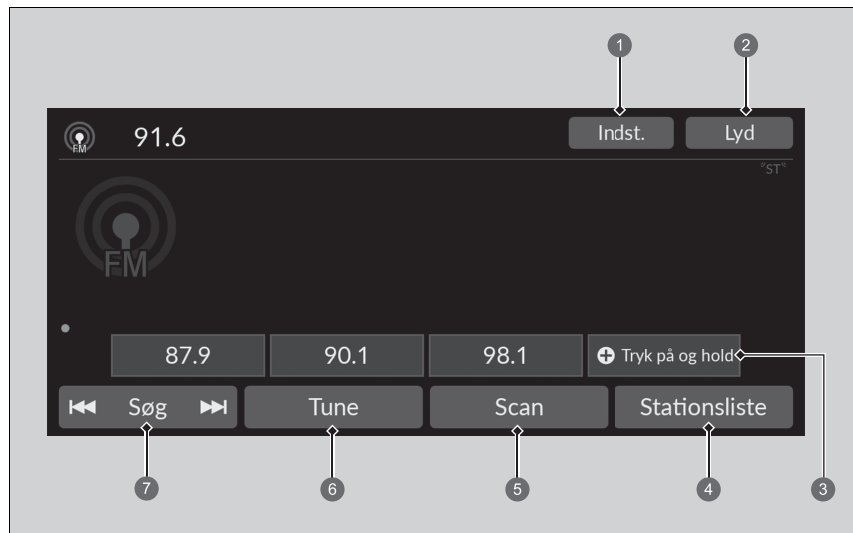 1 2
FM 91.6 Indst. Lyd
"ST"
FM
87.9 90.1 98.1 Tryk på og hold
Søg Tune Scan Stationsliste
7 6 5 4 3